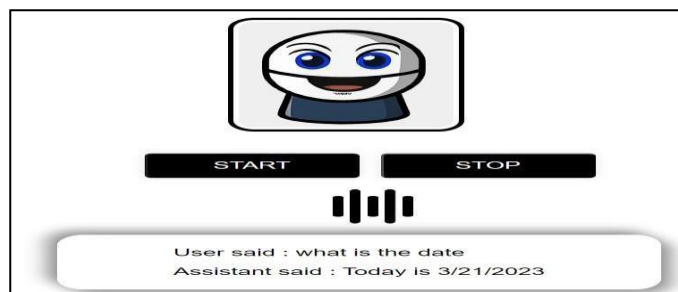 START
STOP
User said : what is the date
Assistant said : Today is 3/21/2023